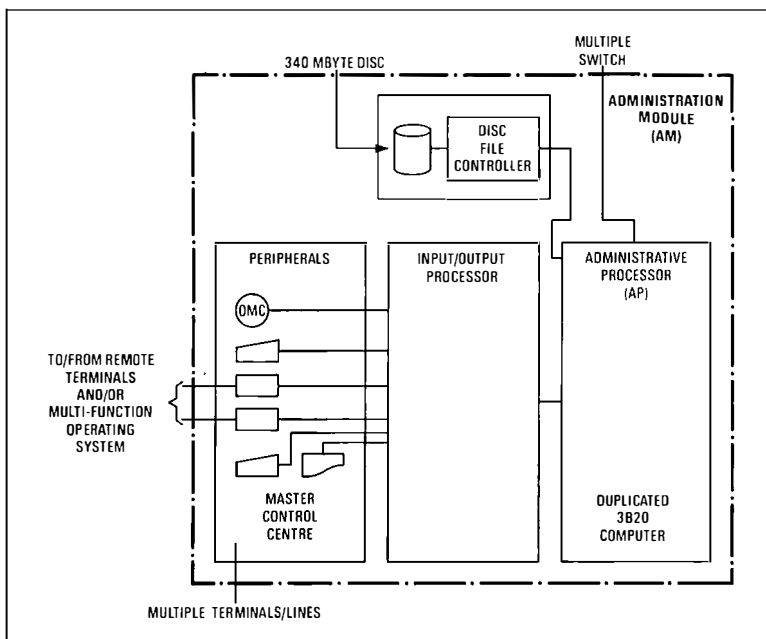 340 MBYTE DISC
MULTIPLE
SWITCH
ADMINISTRATION
MODULE
(AM)
DISC
FILE
CONTROLLER
PERIPHERALS
INPUT/OUTPUT
PROCESSOR
ADMINISTRATIVE
PROCESSOR
(AP)
OMC
TO/FROM REMOTE
TERMINALS
AND/OR
MULTI-FUNCTION
OPERATING
SYSTEM
MASTER
CONTROL
CENTRE
DUPLICATED
3B20
COMPUTER
MULTIPLE TERMINALS/LINES